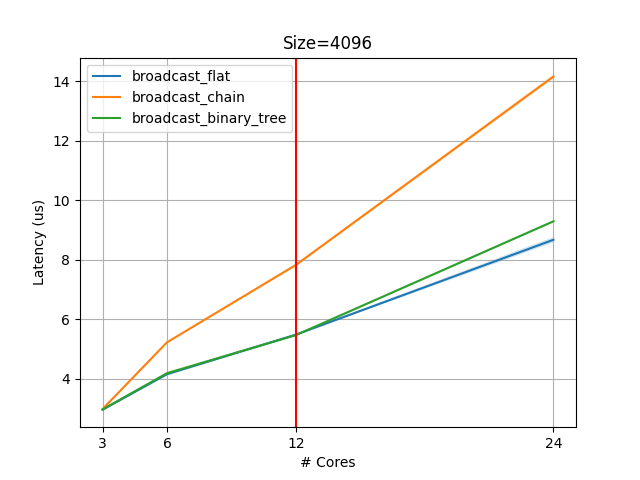 Size=4096
broadcast_flat
broadcast_chain
broadcast_binary_tree
Latency (us)
14
12
10
8
6
4
3 6 12 24
# Cores